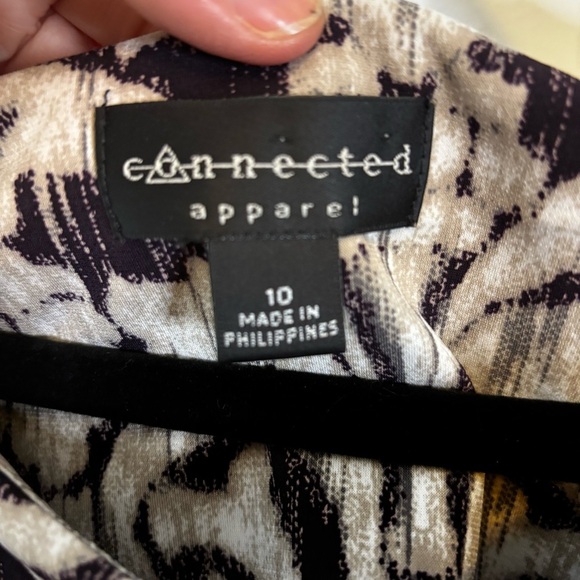 connected
apparel
10
MADE IN
PHILIPPINES